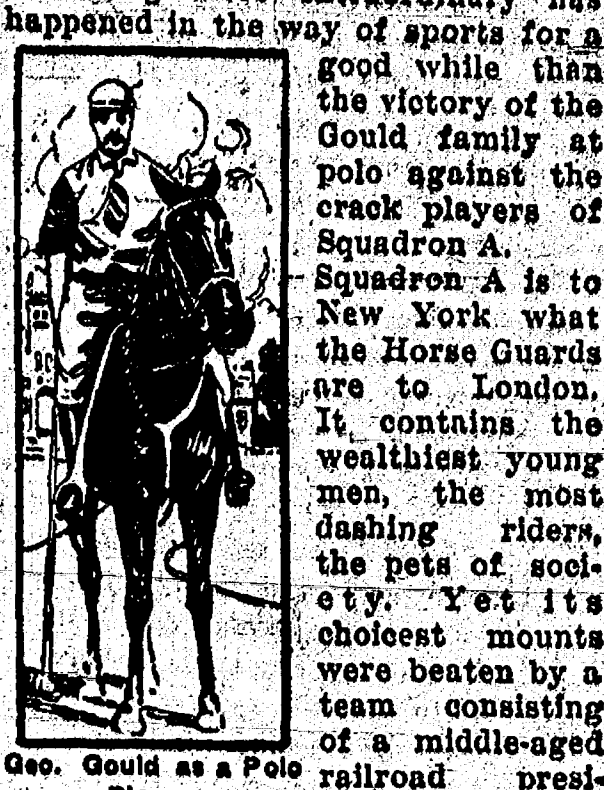 happened in the way of sports for a
good while than
the victory of the
Gould family at
polo against the
crack players of
Squadron A.
Squadron A is to
New York what
the Horse Guards
are to London.
It contains the
wealthiest young
men, the most
dashing riders,
the pets of soci-
ety. Yet its
choicest mounts
were beaten by a
team consisting
of a middle-aged
railroad presi-
Geo. Gould as a Polo